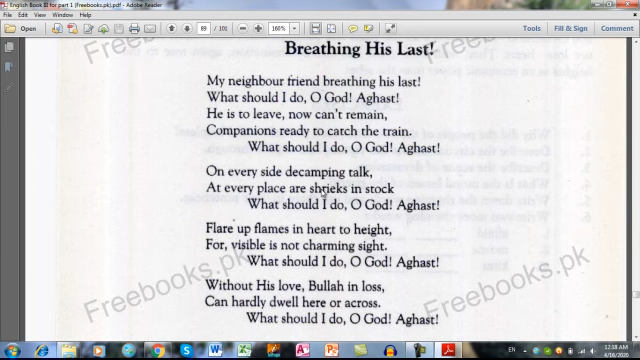 English Book III for part 1 (Freebooks.pk).pdf - Adobe Reader
File Edit View Window Help
Open 89 / 101 160% Tools Fill & Sign Comment
Breathing His Last!
My neighbour friend breathing his last!
What should I do, O God! Aghast!
He is to leave, now can't remain,
Companions ready to catch the train.
What should I do, O God! Aghast!
On every side decamping talk,
At every place are shrieks in stock
What should I do, O God! Aghast!
Flare up flames in heart to height,
For, visible is not charming sight.
What should I do, O God! Aghast!
Without His love, Bullah in loss,
Can hardly dwell here or across.
What should I do, O God! Aghast!
Freebooks.pk
Freebooks.pk
Freebooks.pk
Freebooks.pk
EN
12:18 AM
4/16/2020